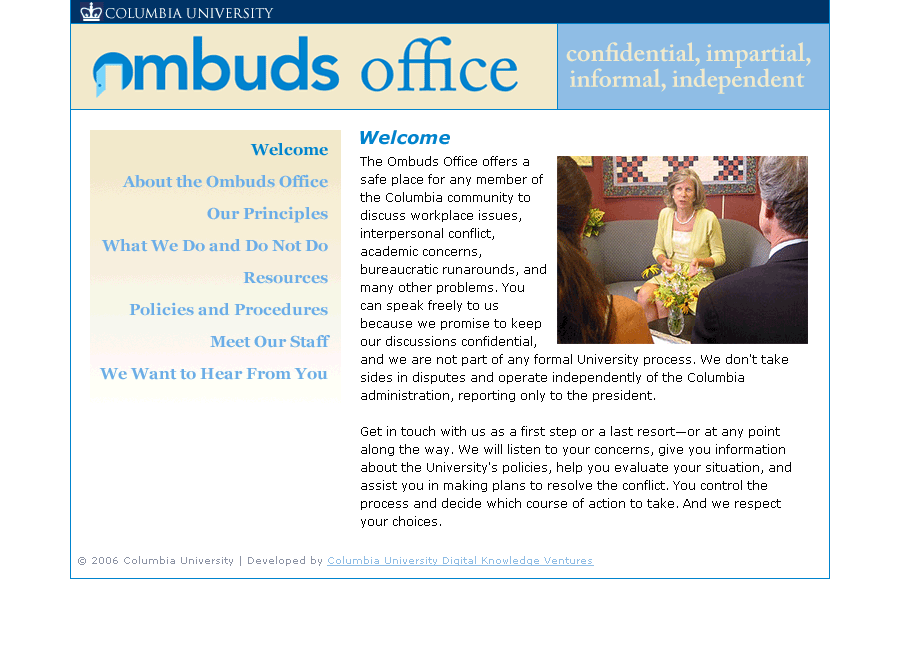 COLUMBIA UNIVERSITY
ombuds office
confidential, impartial,
informal, independent
Welcome
About the Ombuds Office
Our Principles
What We Do and Do Not Do
Resources
Policies and Procedures
Meet Our Staff
We Want to Hear From You
Welcome
The Ombuds Office offers a
safe place for any member of
the Columbia community to
discuss workplace issues,
interpersonal conflict,
academic concerns,
bureaucratic runarounds, and
many other problems. You
can speak freely to us
because we promise to keep
our discussions confidential,
and we are not part of any formal University process. We don't take
sides in disputes and operate independently of the Columbia
administration, reporting only to the president.
Get in touch with us as a first step or a last resort—or at any point
along the way. We will listen to your concerns, give you information
about the University's policies, help you evaluate your situation, and
assist you in making plans to resolve the conflict. You control the
process and decide which course of action to take. And we respect
your choices.
© 2006 Columbia University | Developed by Columbia University Digital Knowledge Ventures